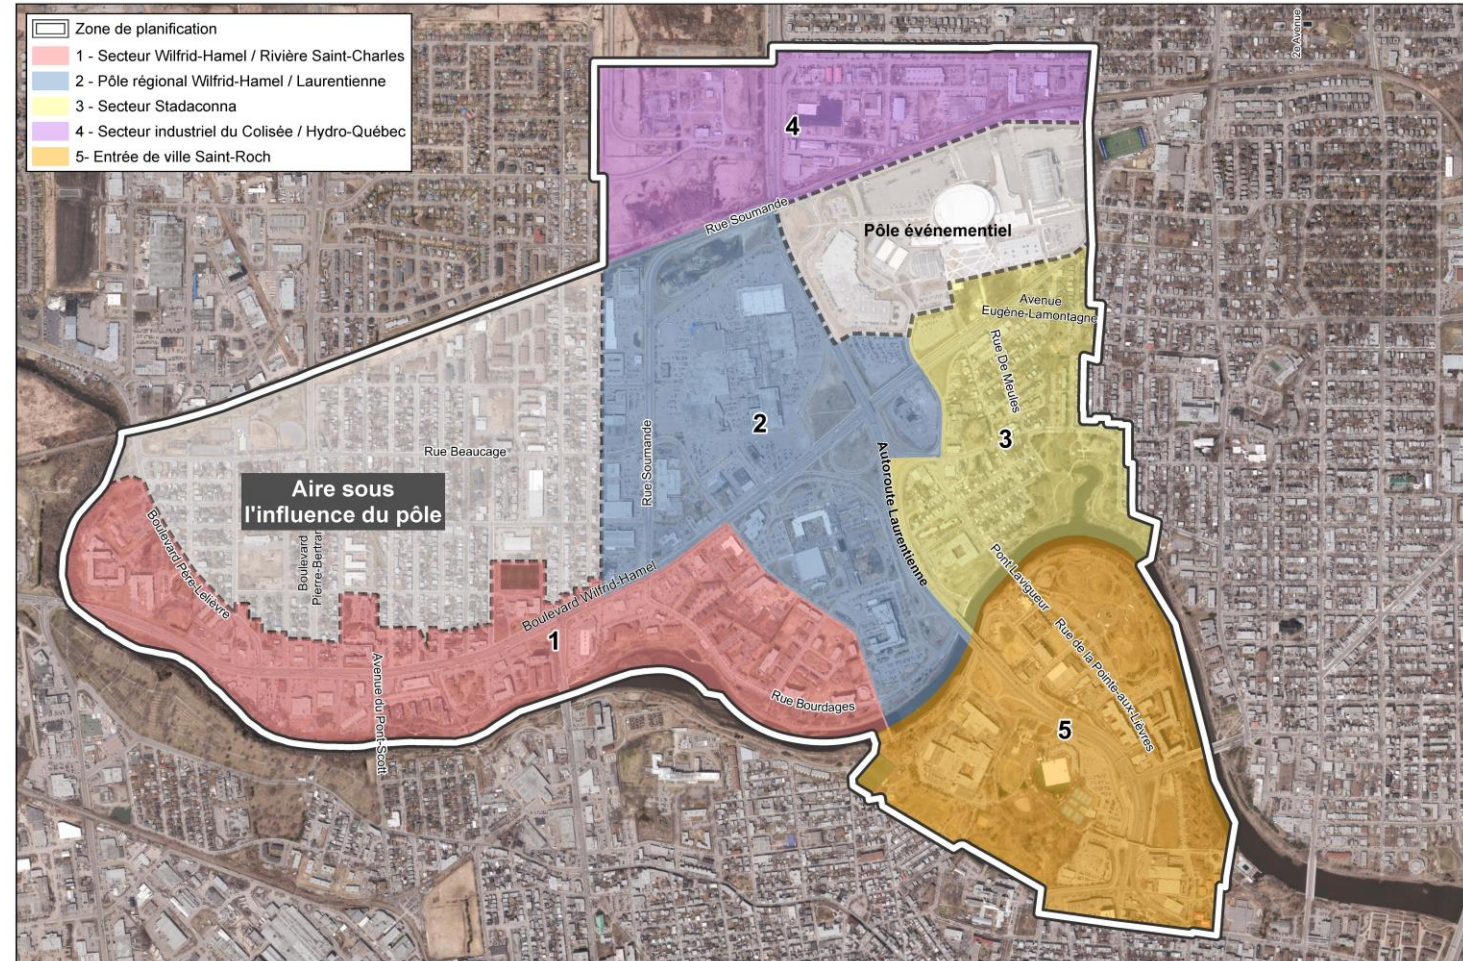 Zone de planification
1 - Secteur Wilfrid-Hamel / Rivière Saint-Charles
2 - Pôle régional Wilfrid-Hamel / Laurentienne
3 - Secteur Stadaconna
4 - Secteur industriel du Colisée / Hydro-Québec
5- Entrée de ville Saint-Roch
2e Avenue
4
Rue Soumande
Pôle événementiel
Avenue
Eugène-Lamontagne
Rue De Meules
2
3
Rue Beaucage
Rue Soumande
Autoroute Laurentienne
Aire sous
l'influence du pôle
Boulevard
Pierre-Bertran
Boulevard Père-Lelièvre
Boulevard Wilfrid-Hamel
1
Pont Lavigueur
Rue de la Pointe-aux-Lièvres
Avenue du Pont-Scott
Rue Bourdages
5